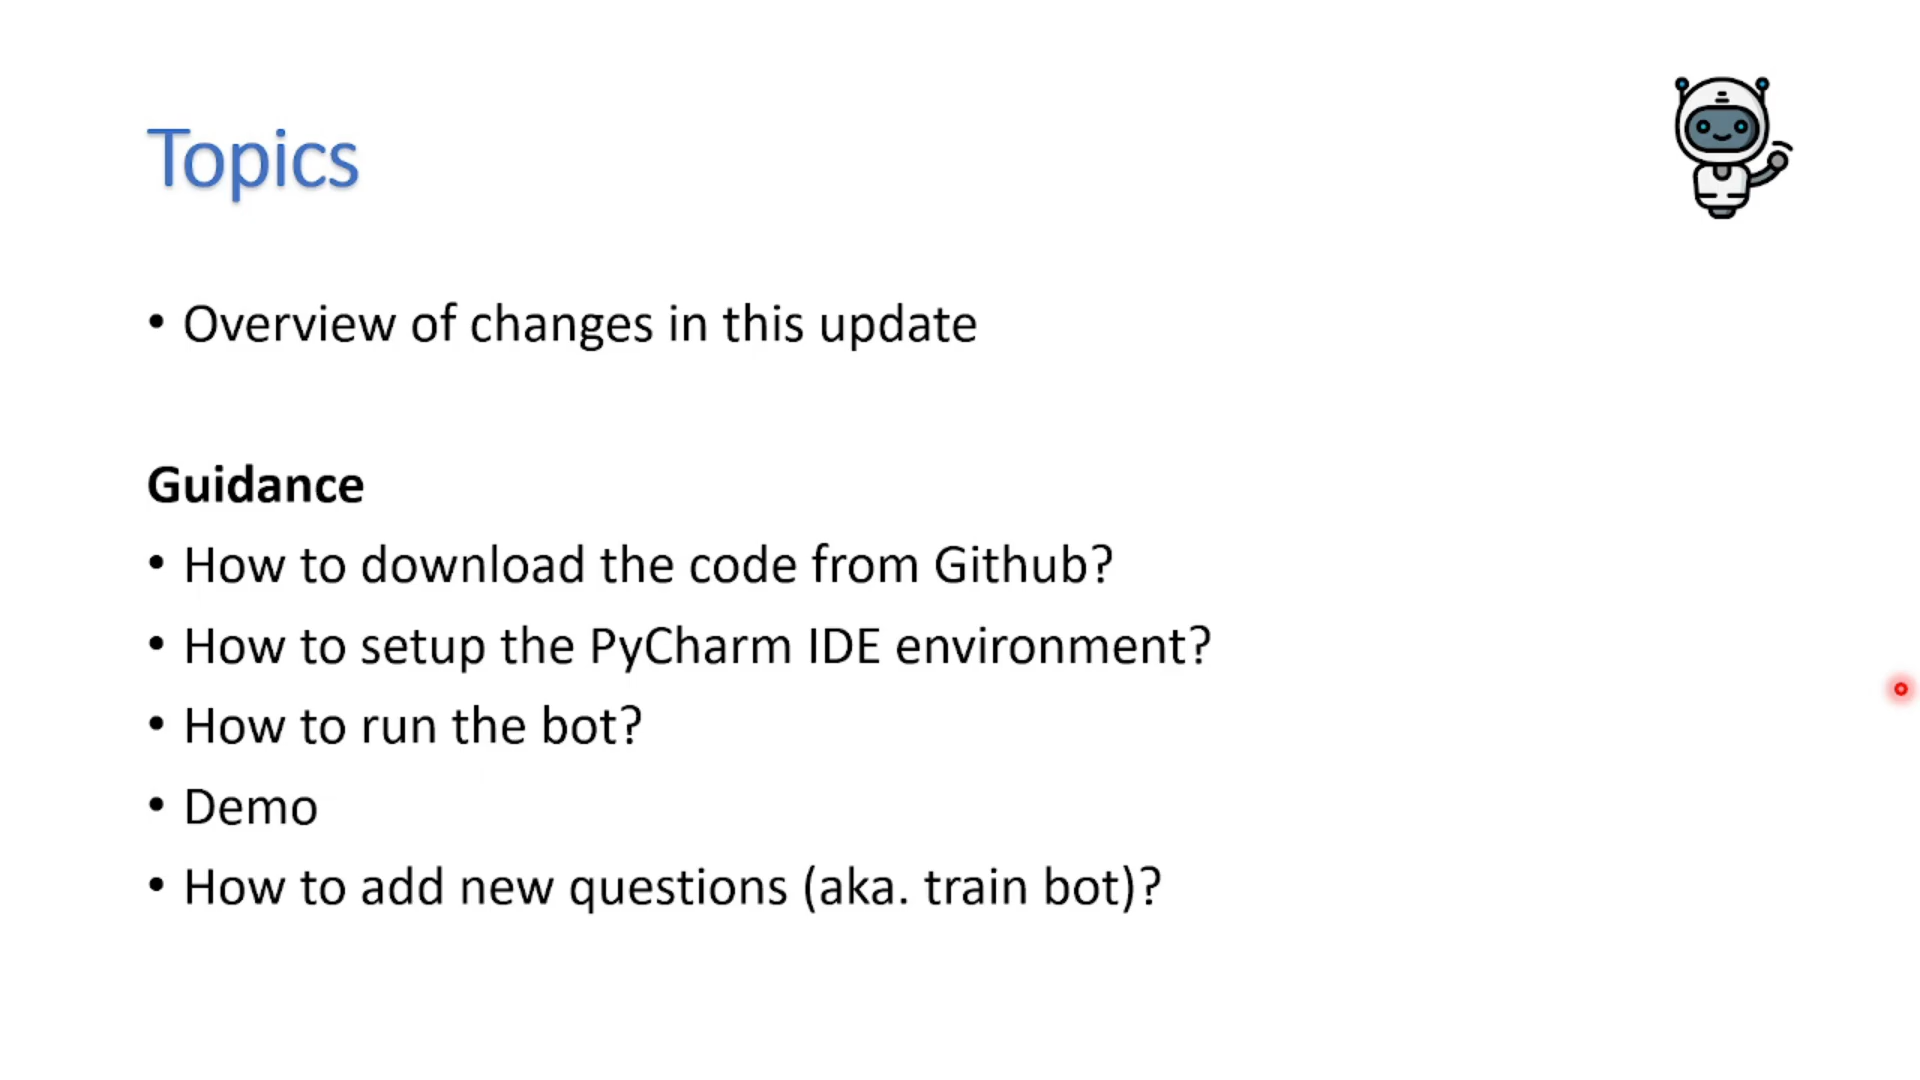 Topics
• Overview of changes in this update
Guidance
• How to download the code from Github?
• How to setup the PyCharm IDE environment?
• How to run the bot?
• Demo
• How to add new questions (aka. train bot)?